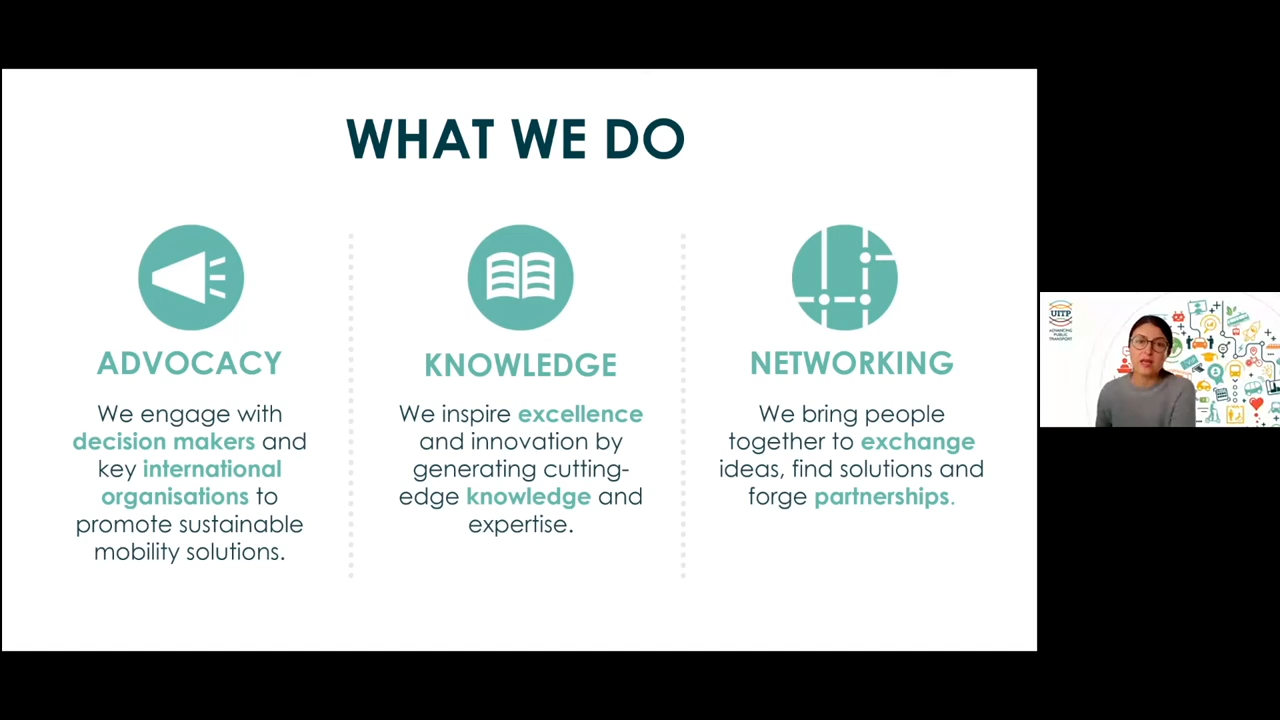 WHAT WE DO
ADVOCACY
We engage with
decision makers and
key international
organisations to
promote sustainable
mobility solutions.
KNOWLEDGE
We inspire excellence
and innovation by
generating cutting-
edge knowledge and
expertise.
NETWORKING
We bring people
together to exchange
ideas, find solutions and
forge partnerships.
UITP
ADVANCING
PUBLIC
TRANSPORT